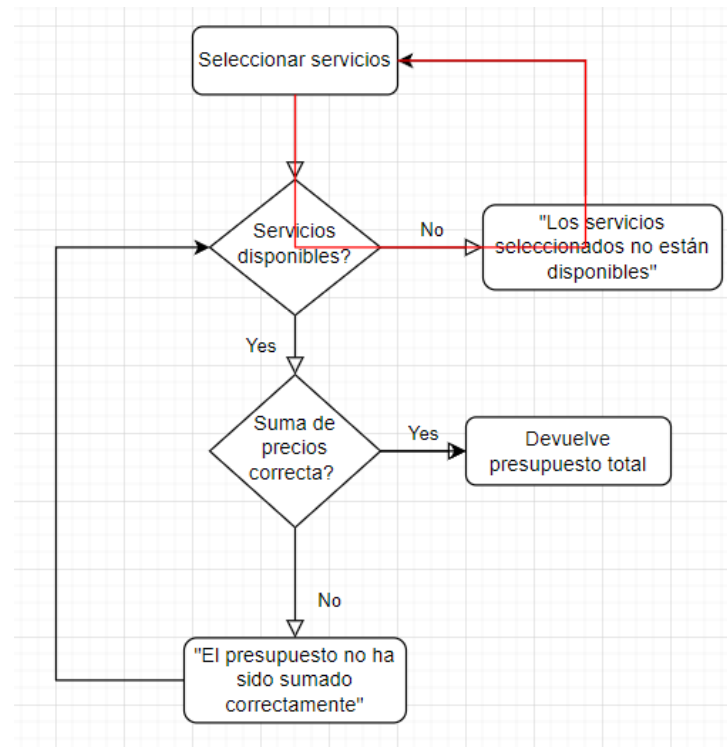 Seleccionar servicios
Servicios
disponibles?
No
"Los servicios
seleccionados no están
disponibles"
Yes
Suma de
precios
correcta?
Yes
Devuelve
presupuesto total
No
"El presupuesto no ha
sido sumado
correctamente"